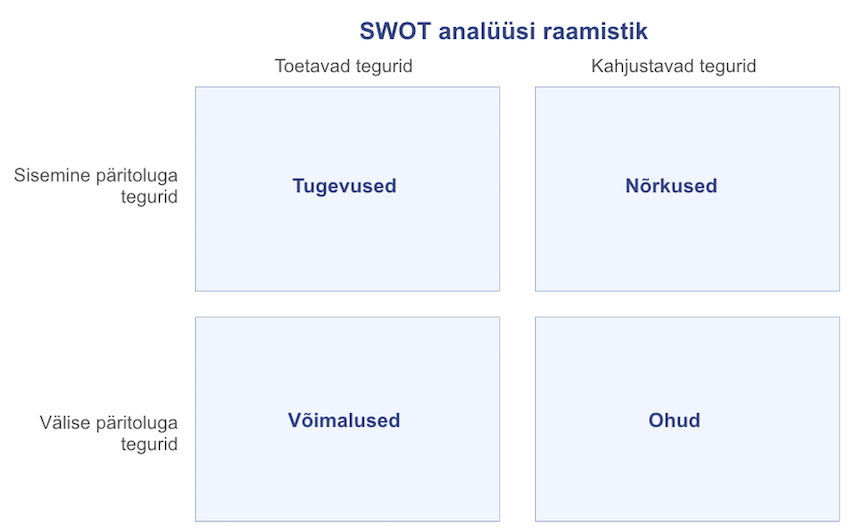 SWOT analüüsi raamistik
Toetavad tegurid
Kahjustavad tegurid
Sisemine päritoluga
tegurid
Tugevused
Nõrkused
Välise päritoluga
tegurid
Võimalused
Ohud